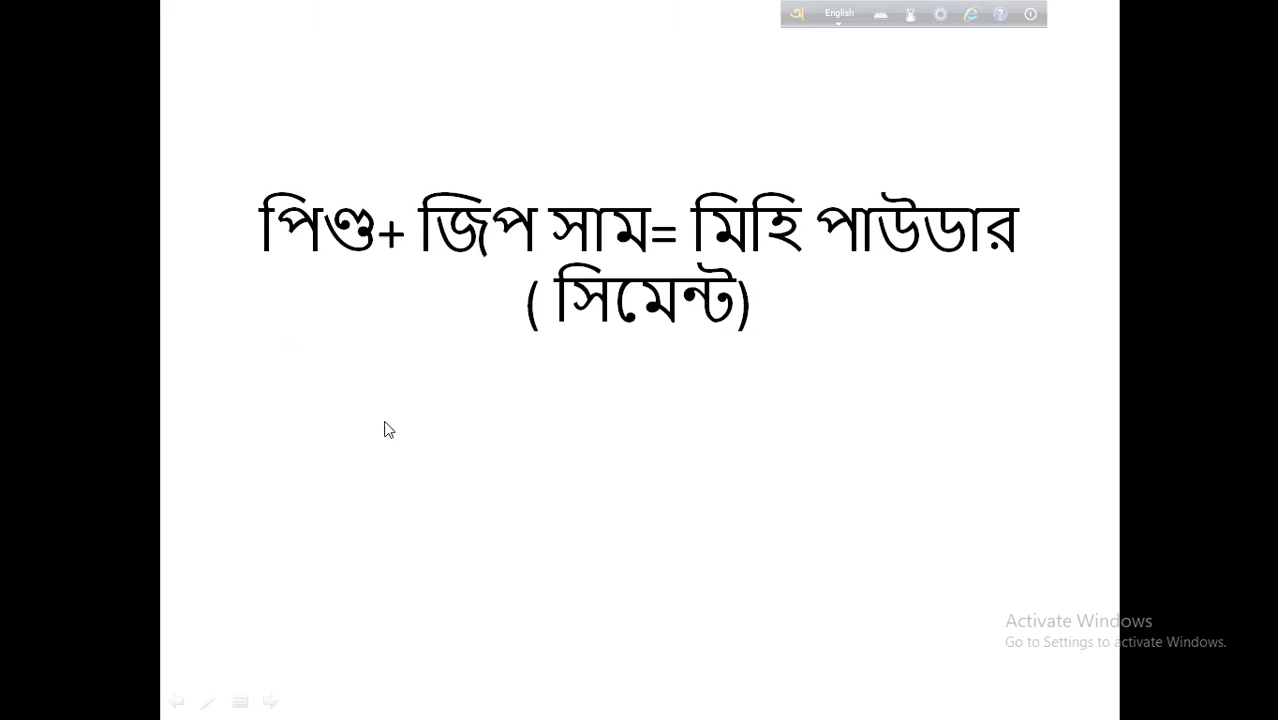 অ English
পিণ্ড+ জিপ সাম= মিহি পাউডার
( সিমেন্ট)
Activate Windows
Go to Settings to activate Windows.